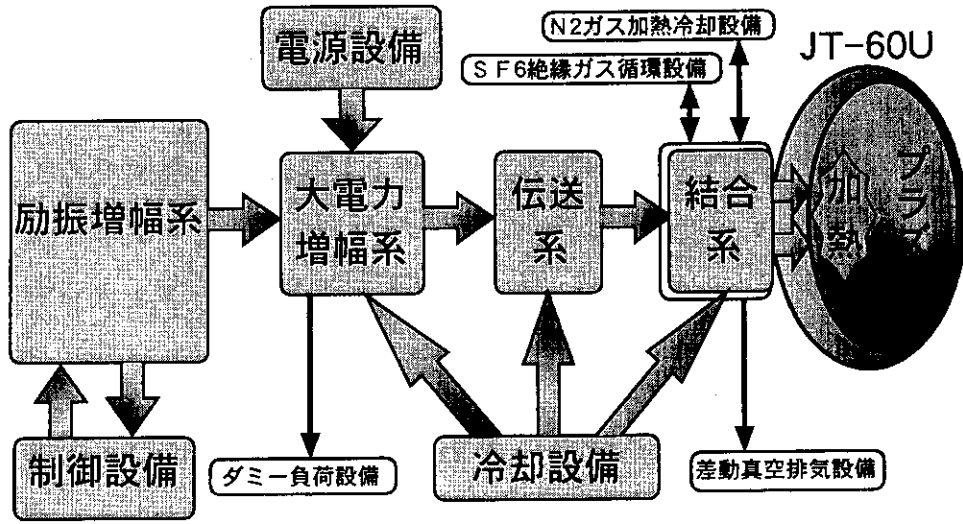 N2ガス加熱冷却設備
電源設備
SF6絶縁ガス循環設備
JT-60U
励振増幅系
大電力
増幅系
伝送
系
結合
系
加熱
プラズマ
制御設備
ダミー負荷設備
冷却設備
差動真空排気設備